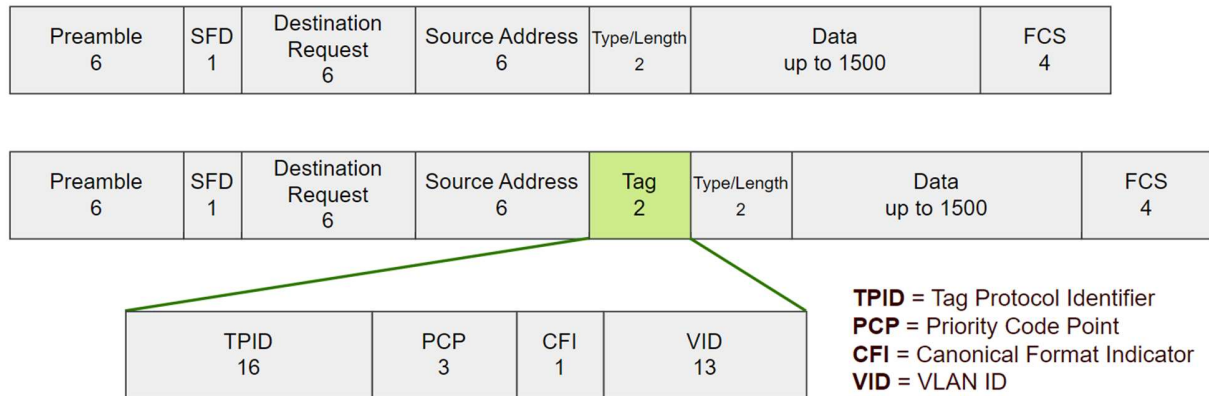 Preamble
6
SFD
1
Destination
Request
6
Source Address
6
Type/Length
2
Data
up to 1500
FCS
4
Preamble
6
SFD
1
Destination
Request
6
Source Address
6
Tag
2
Type/Length
2
Data
up to 1500
FCS
4
TPID
16
PCP
3
CFI
1
VID
13
TPID = Tag Protocol Identifier
PCP = Priority Code Point
CFI = Canonical Format Indicator
VID = VLAN ID